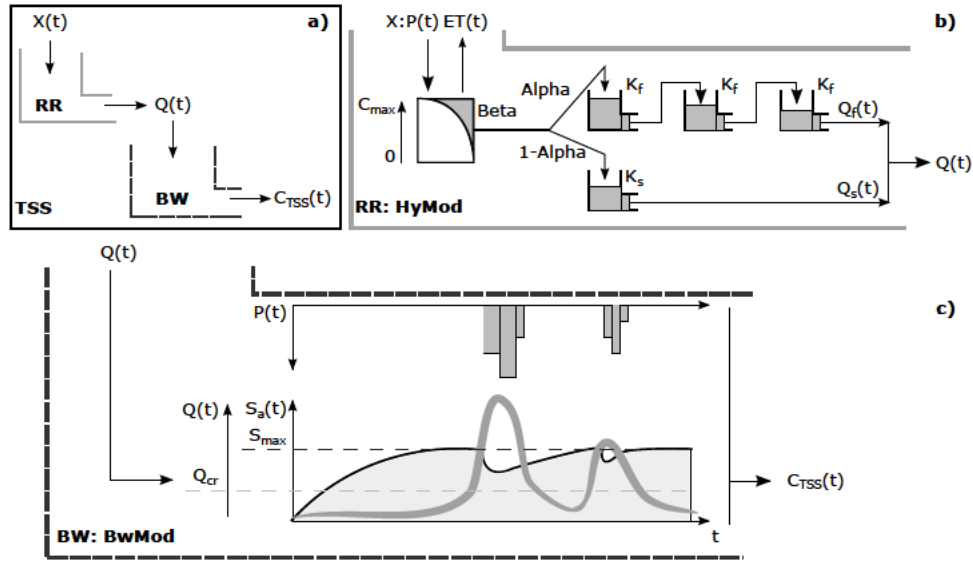 a)
X(t)
RR
Q(t)
BW
C_TSS(t)
TSS
b)
X:P(t) ET(t)
C_max
0
Beta
Alpha
1-Alpha
K_f
K_f
K_f
K_s
Q_f(t)
Q_s(t)
Q(t)
RR: HyMod
c)
Q(t)
P(t)
Q(t)
S_a(t)
S_max
Q_cr
t
C_TSS(t)
BW: BwMod